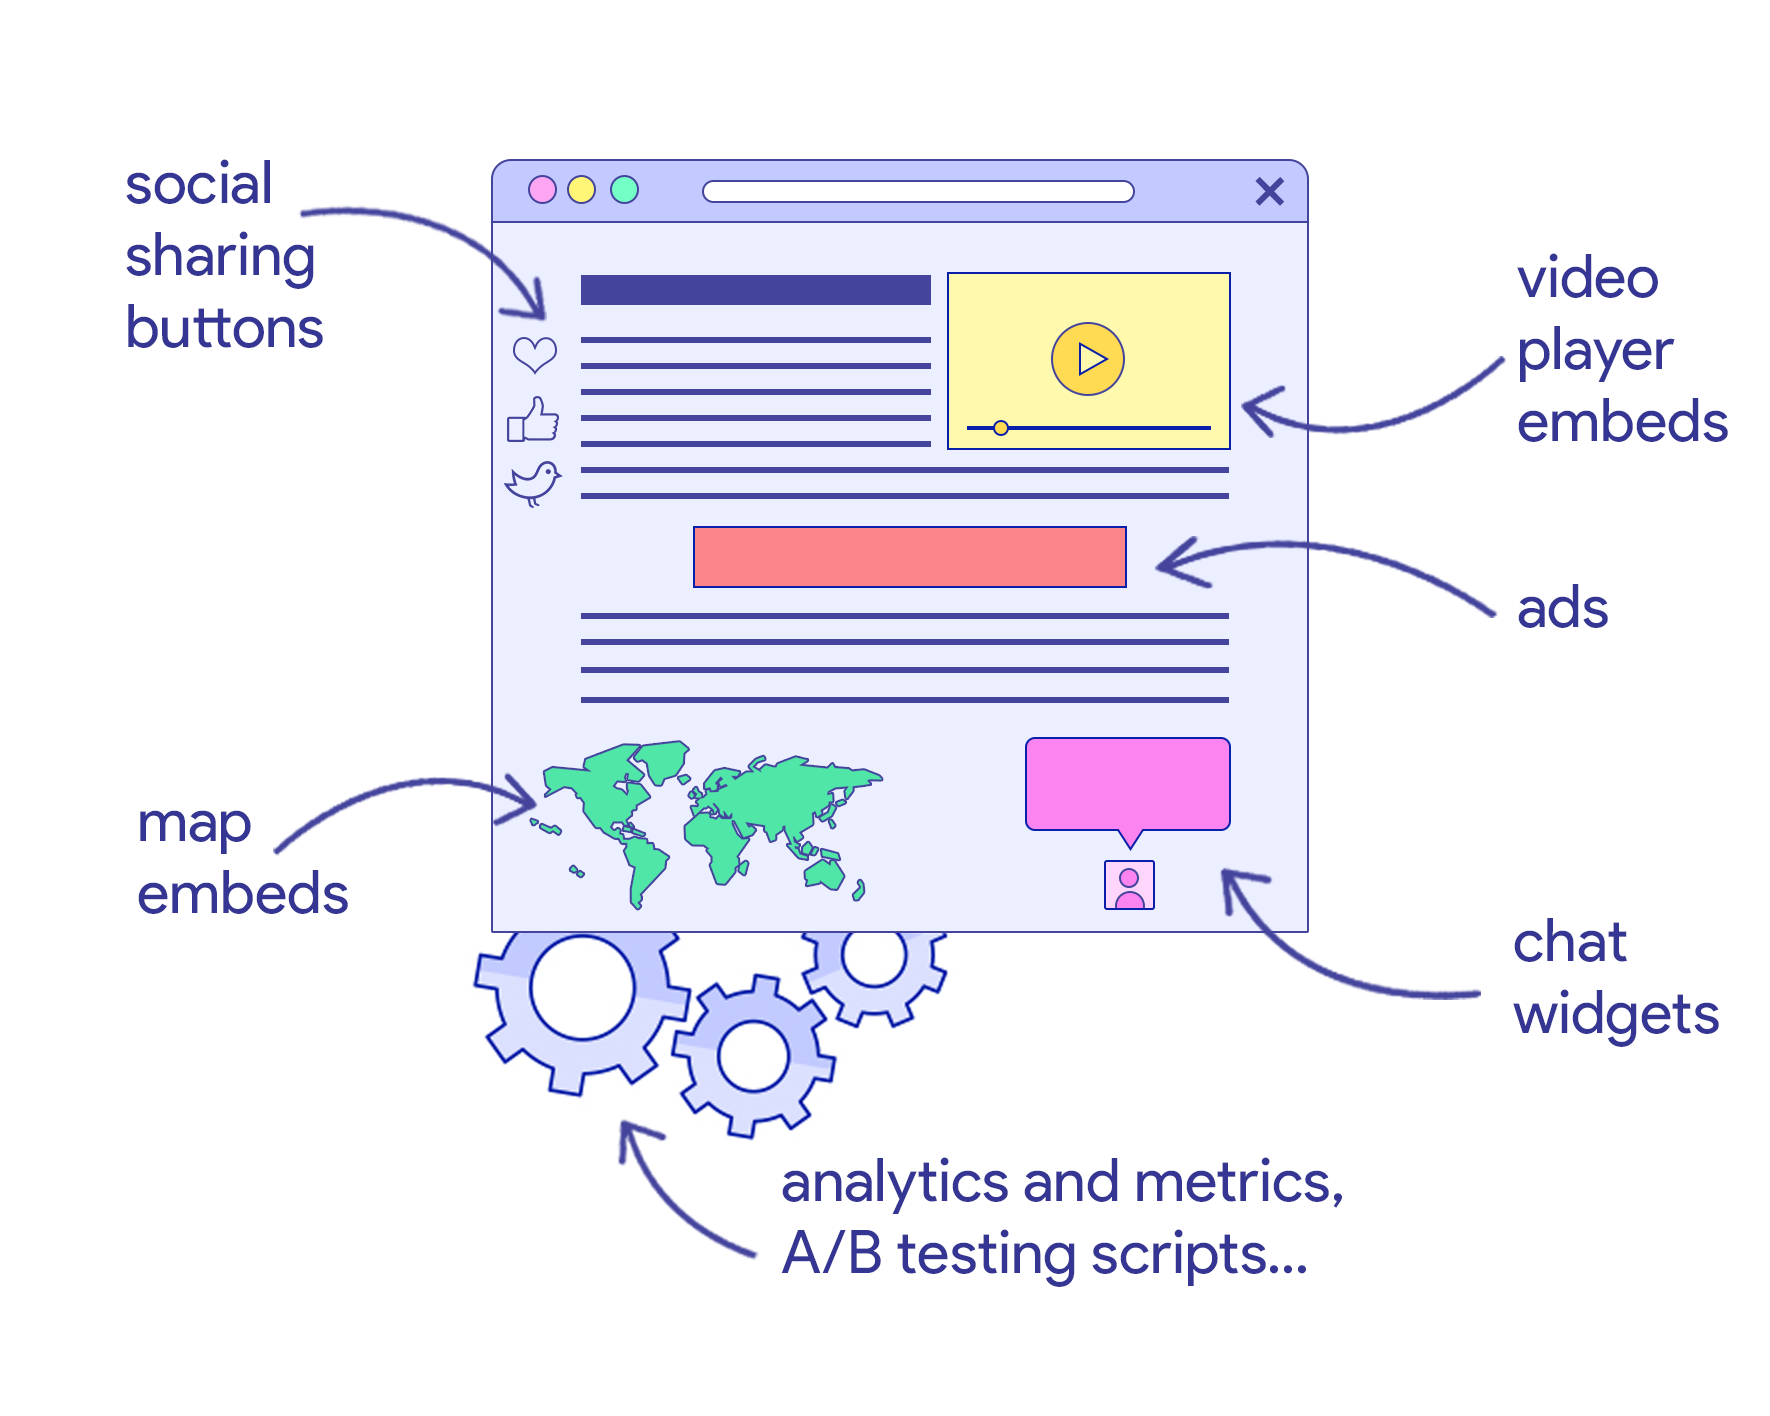 social
sharing
buttons
video
player
embeds
ads
map
embeds
chat
widgets
analytics and metrics,
A/B testing scripts...